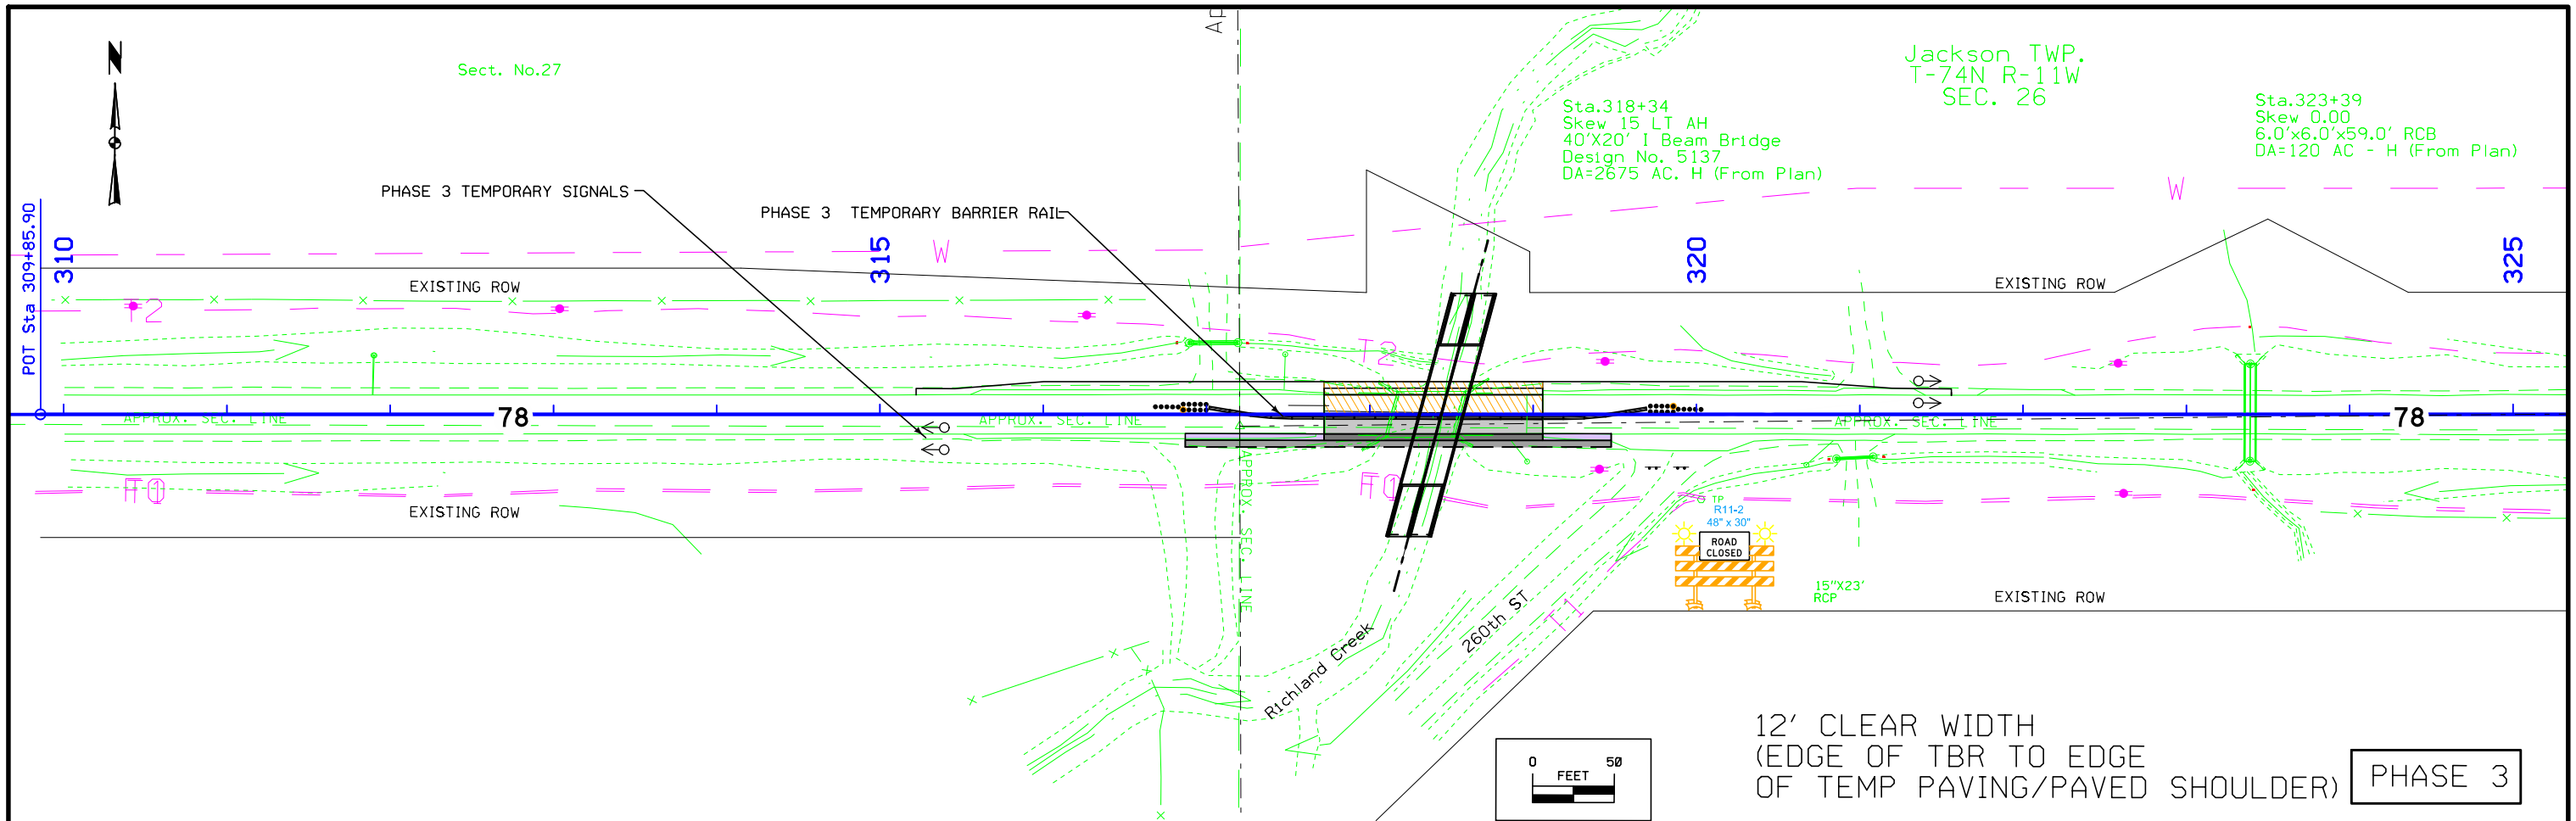 AP
N
Sect. No.27
Jackson TWP.
T-74N R-11W
SEC. 26
Sta.318+34
Skew 15 LT AH
40'X20' I Beam Bridge
Design No. 5137
DA=2675 AC. H (From Plan)
Sta.323+39
Skew 0.00
6.0'x6.0'x59.0' RCB
DA=120 AC - H (From Plan)
PHASE 3 TEMPORARY SIGNALS
PHASE 3 TEMPORARY BARRIER RAIL
POT Sta 309+85.90
310
315
320
325
W
W
EXISTING ROW
EXISTING ROW
T2
T2
APPROX. SEC. LINE
78
APPROX. SEC. LINE
APPROX. SEC. LINE
78
APPROX. SEC. LINE
EXISTING ROW
TP
R11-2
48" x 30"
ROAD
CLOSED
15"X23'
RCP
EXISTING ROW
T1
260th ST
Richland Creek
0 50
FEET
12' CLEAR WIDTH
(EDGE OF TBR TO EDGE
OF TEMP PAVING/PAVED SHOULDER)
PHASE 3